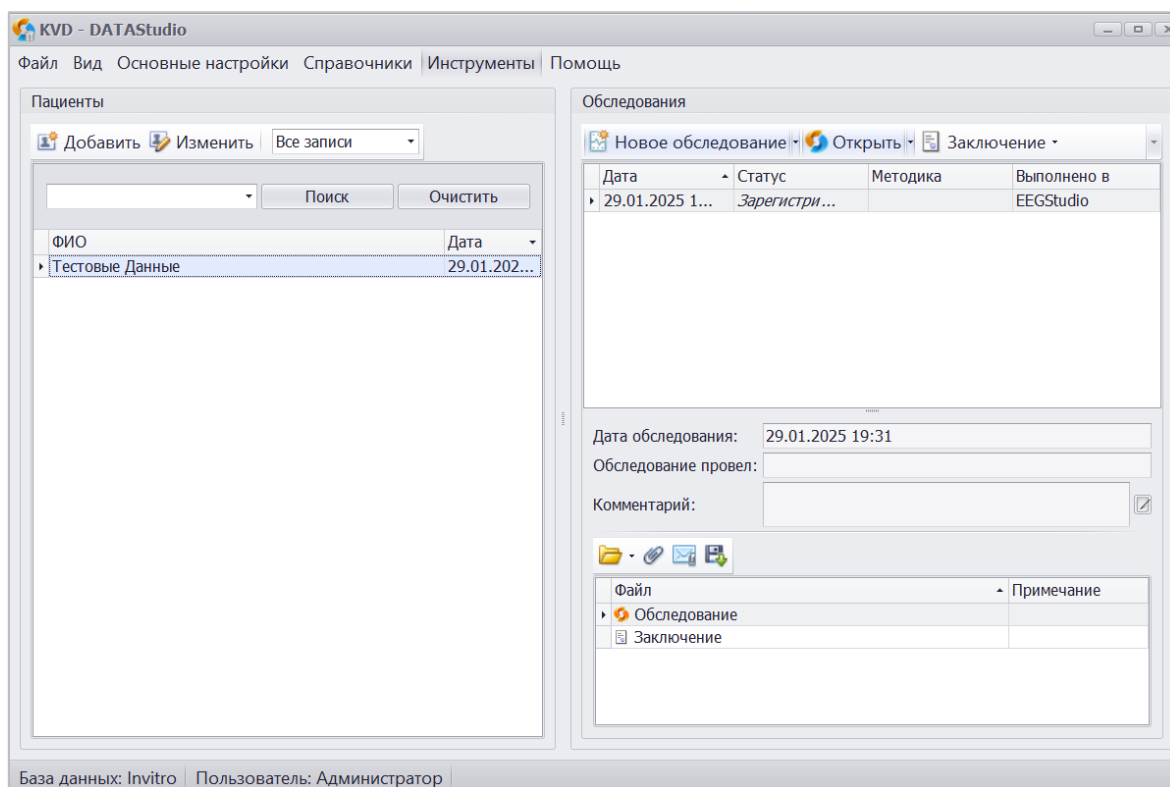 KVD - DATAStudio
Файл Вид Основные настройки Справочники Инструменты Помощь
Пациенты
Добавить Изменить Все записи
Поиск Очистить
ФИО Дата
Тестовые Данные 29.01.202...
Обследования
Новое обследование Открыть Заключение
Дата Статус Методика Выполнено в
29.01.2025 1... Зарегистри... EEGStudio
Дата обследования: 29.01.2025 19:31
Обследование провел:
Комментарий:
Файл Примечание
Обследование
Заключение
База данных: Invitro Пользователь: Администратор